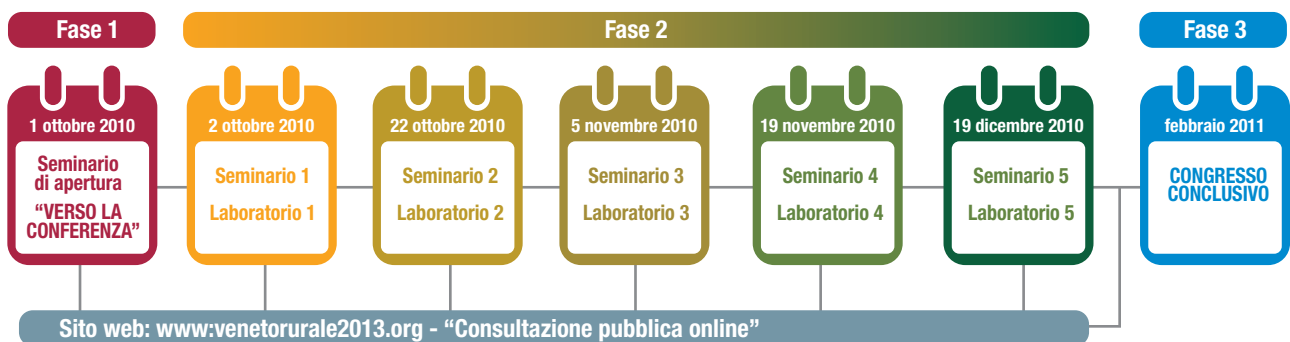 Fase 1
Fase 2
Fase 3
1 ottobre 2010
Seminario
di apertura
“VERSO LA
CONFERENZA”
2 ottobre 2010
Seminario 1
Laboratorio 1
22 ottobre 2010
Seminario 2
Laboratorio 2
5 novembre 2010
Seminario 3
Laboratorio 3
19 novembre 2010
Seminario 4
Laboratorio 4
19 dicembre 2010
Seminario 5
Laboratorio 5
febbraio 2011
CONGRESSO
CONCLUSIVO
Sito web: www:venetorurale2013.org - “Consultazione pubblica online”